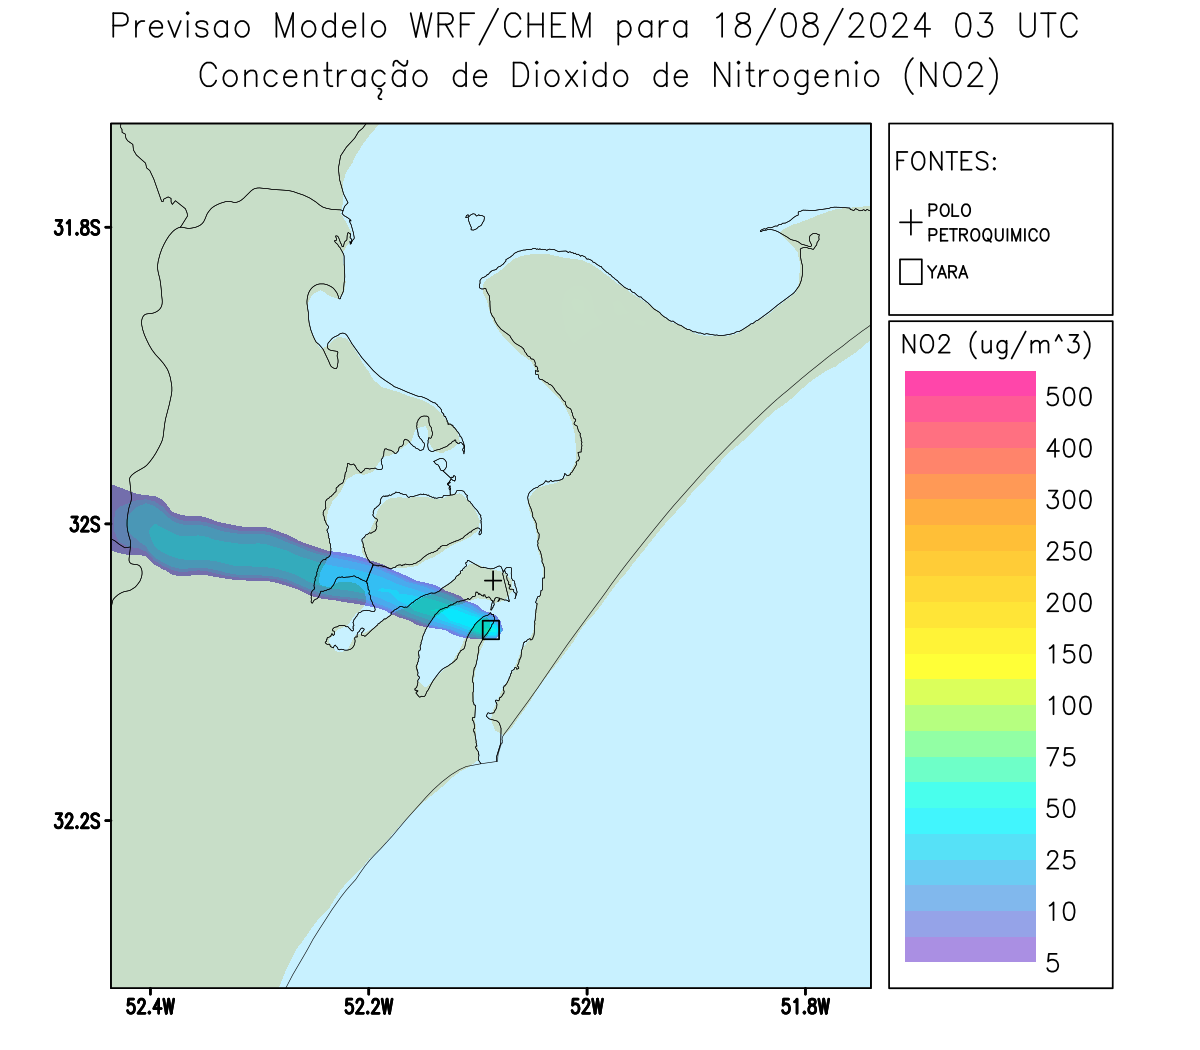 Previsao Modelo WRF/CHEM para 18/08/2024 03 UTC
Concentração de Dioxido de Nitrogenio (NO2)
FONTES:
POLO
PETROQUIMICO
YARA
NO2 (ug/m^3)
500
400
300
250
200
150
100
75
50
25
10
5
31.8S
32S
32.2S
52.4W
52.2W
52W
51.8W